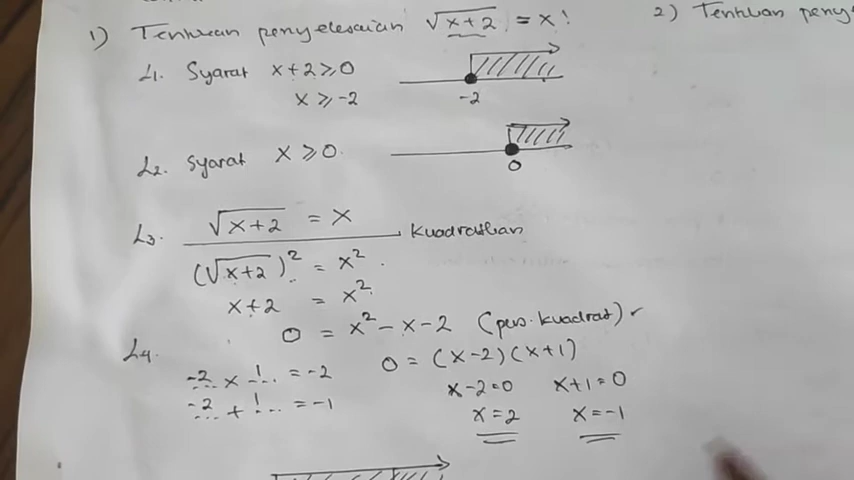 1) Tentukan penyelesaian √x+2 = x!
2) Tentukan peny
L1. Syarat x+2 ≥ 0
x ≥ -2
-2
L2. Syarat x ≥ 0.
0
L3. √x+2 = x
Kuadratkan
(√x+2)² = x²
x+2 = x²
0 = x² - x - 2 (pers. kuadrat)
L4. 0 = (x-2)(x+1)
-2 x 1 = -2
x-2=0 x+1=0
-2 + 1 = -1
x=2 x=-1